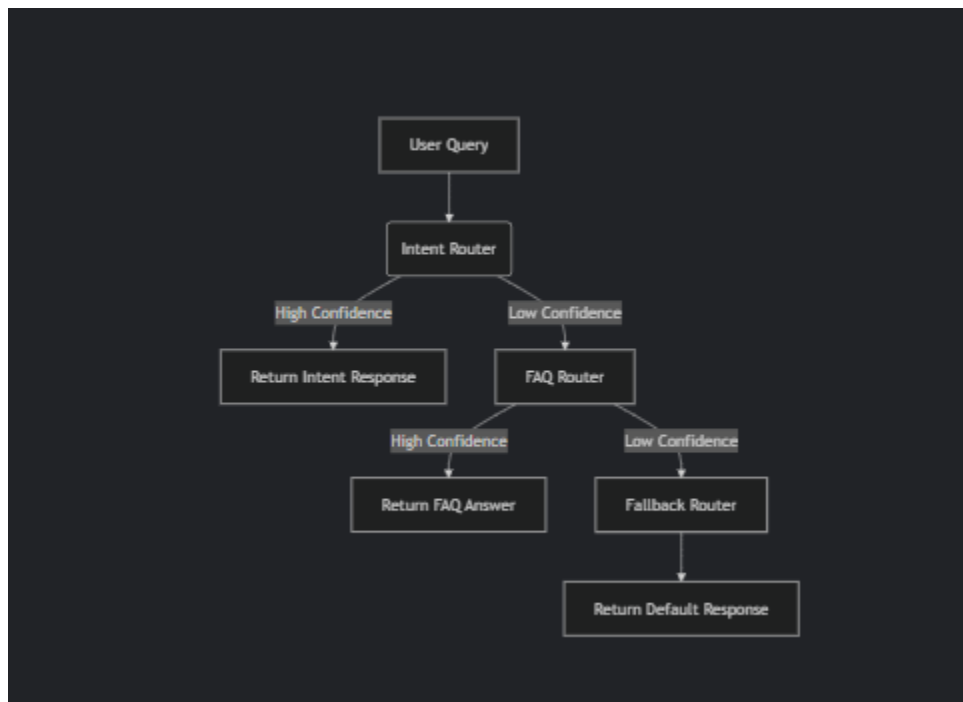 User Query
Intent Router
High Confidence
Low Confidence
Return Intent Response
FAQ Router
High Confidence
Low Confidence
Return FAQ Answer
Fallback Router
Return Default Response